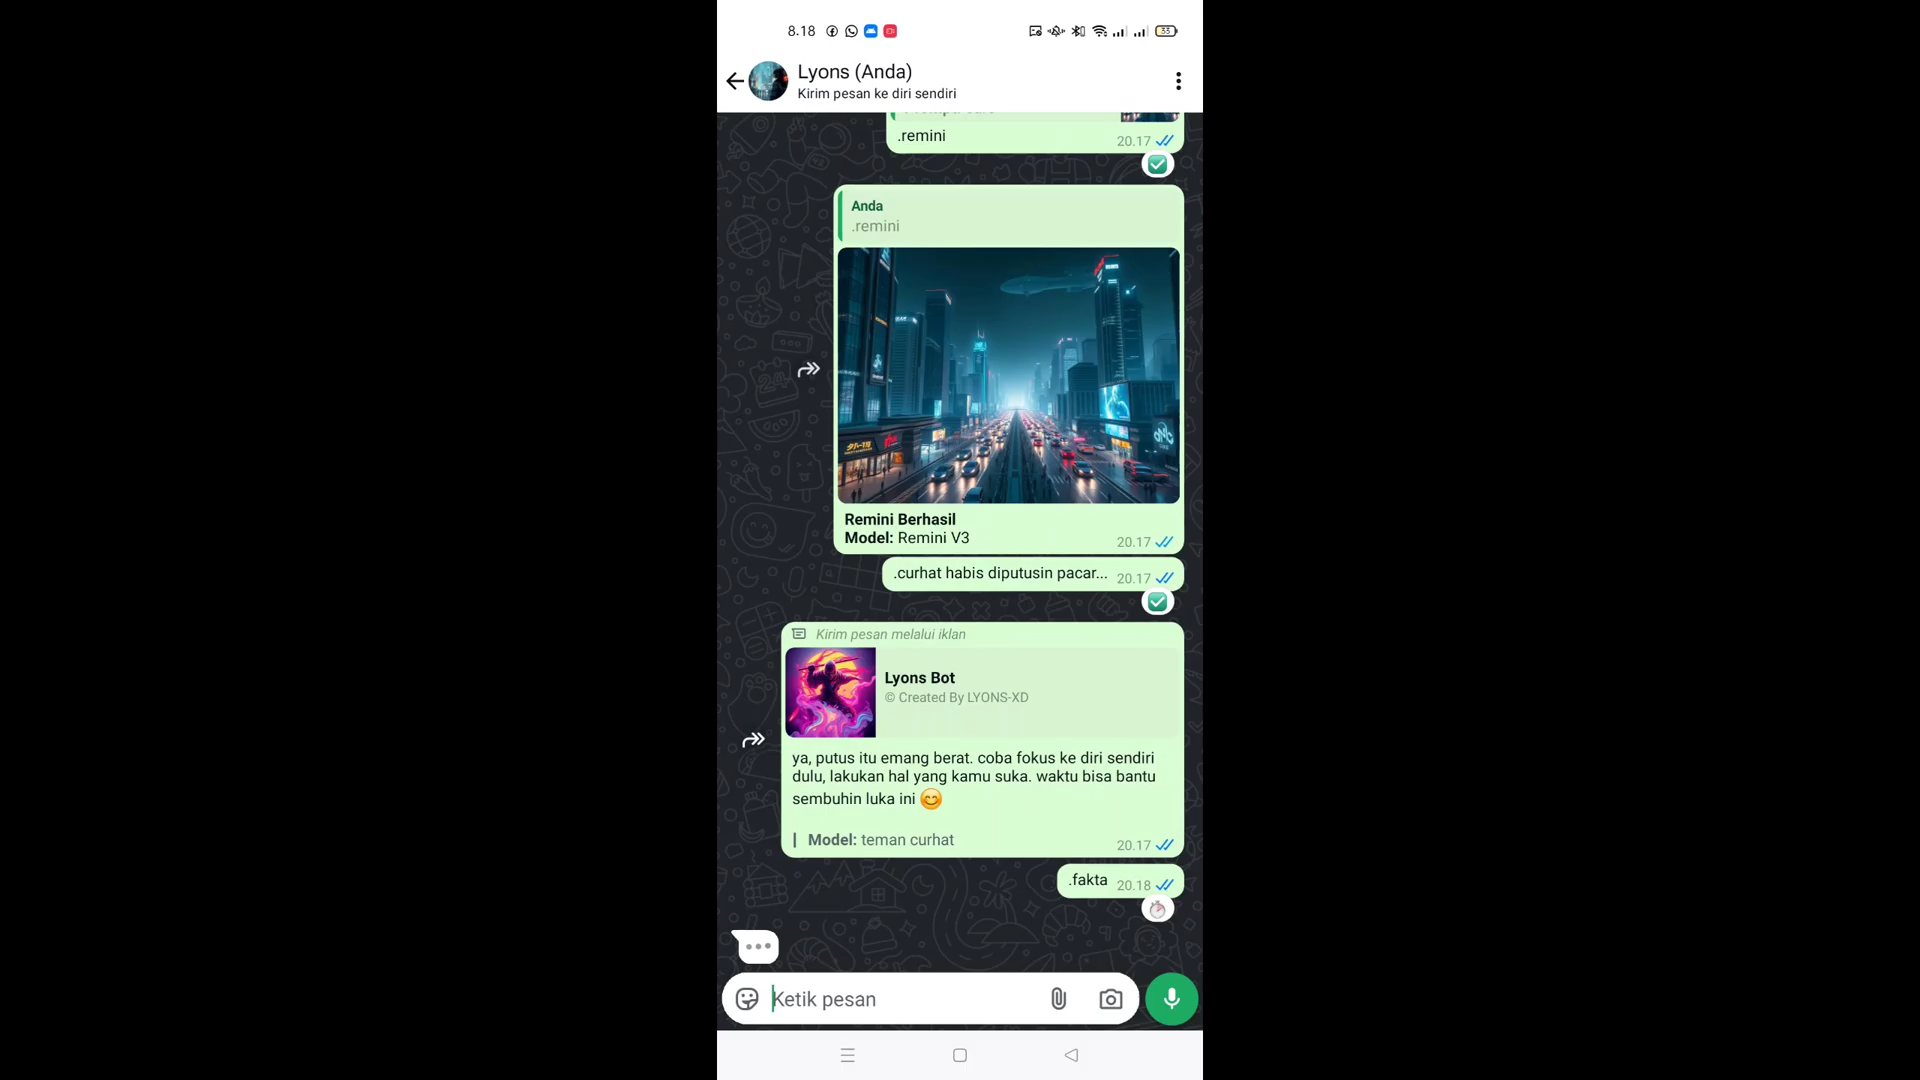 8.18
33
Lyons (Anda)
Kirim pesan ke diri sendiri
.remini
20.17
Anda
.remini
Remini Berhasil
Model: Remini V3
20.17
.curhat habis diputusin pacar...
20.17
Kirim pesan melalui iklan
Lyons Bot
© Created By LYONS-XD
ya, putus itu emang berat. coba fokus ke diri sendiri
dulu, lakukan hal yang kamu suka. waktu bisa bantu
sembuhin luka ini 😊
Model: teman curhat
20.17
.fakta
20.18
Ketik pesan